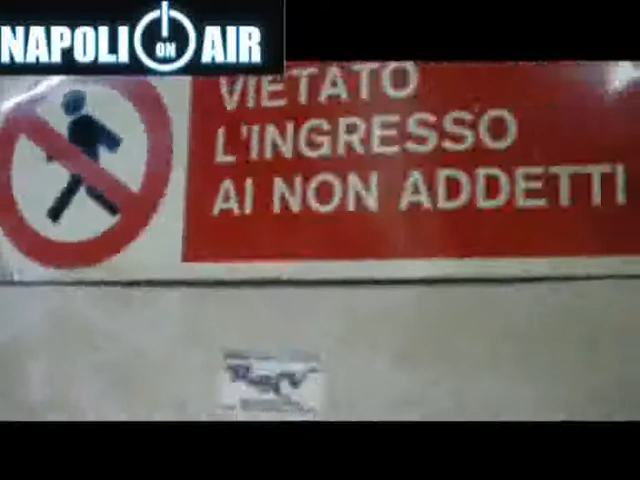 NAPOLI ON AIR
VIETATO
L'INGRESSO
AI NON ADDETTI